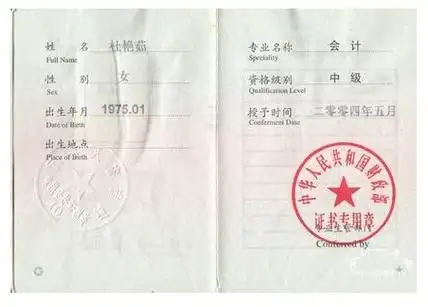 姓 名 杜艳茹
Full Name
性 别 女
Sex
出生年月 1975.01
Date of Birth
出生地点
Place of Birth
专业名称 会计
Speciality
资格级别 中级
Qualification Level
授予时间 二零零四年五月
Conferment Date
中华人民共和国财政部
证书专用章
Conferred by